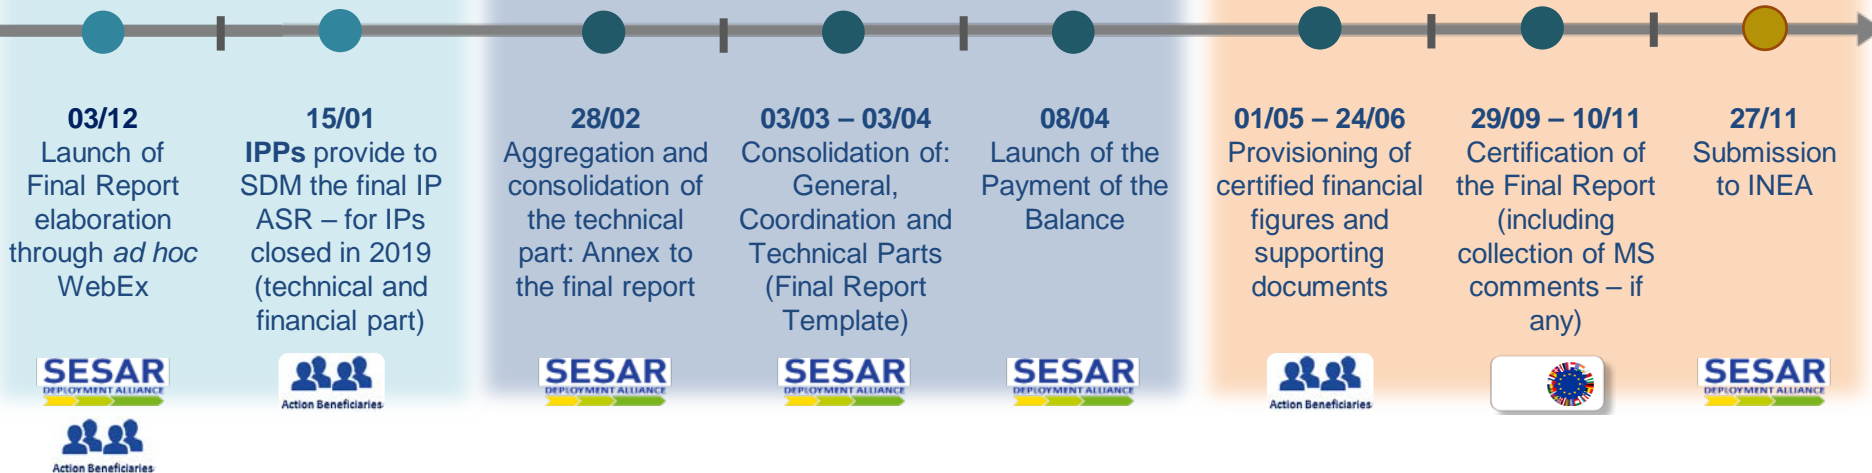 03/12
Launch of
Final Report
elaboration
through ad hoc
WebEx
SESAR
DEPLOYMENT ALLIANCE
Action Beneficiaries
15/01
IPPs provide to
SDM the final IP
ASR – for IPs
closed in 2019
(technical and
financial part)
Action Beneficiaries
28/02
Aggregation and
consolidation of
the technical
part: Annex to
the final report
SESAR
DEPLOYMENT ALLIANCE
03/03 – 03/04
Consolidation of:
General,
Coordination and
Technical Parts
(Final Report
Template)
SESAR
DEPLOYMENT ALLIANCE
08/04
Launch of the
Payment of the
Balance
SESAR
DEPLOYMENT ALLIANCE
01/05 – 24/06
Provisioning of
certified financial
figures and
supporting
documents
Action Beneficiaries
29/09 – 10/11
Certification of
the Final Report
(including
collection of MS
comments – if
any)
27/11
Submission
to INEA
SESAR
DEPLOYMENT ALLIANCE